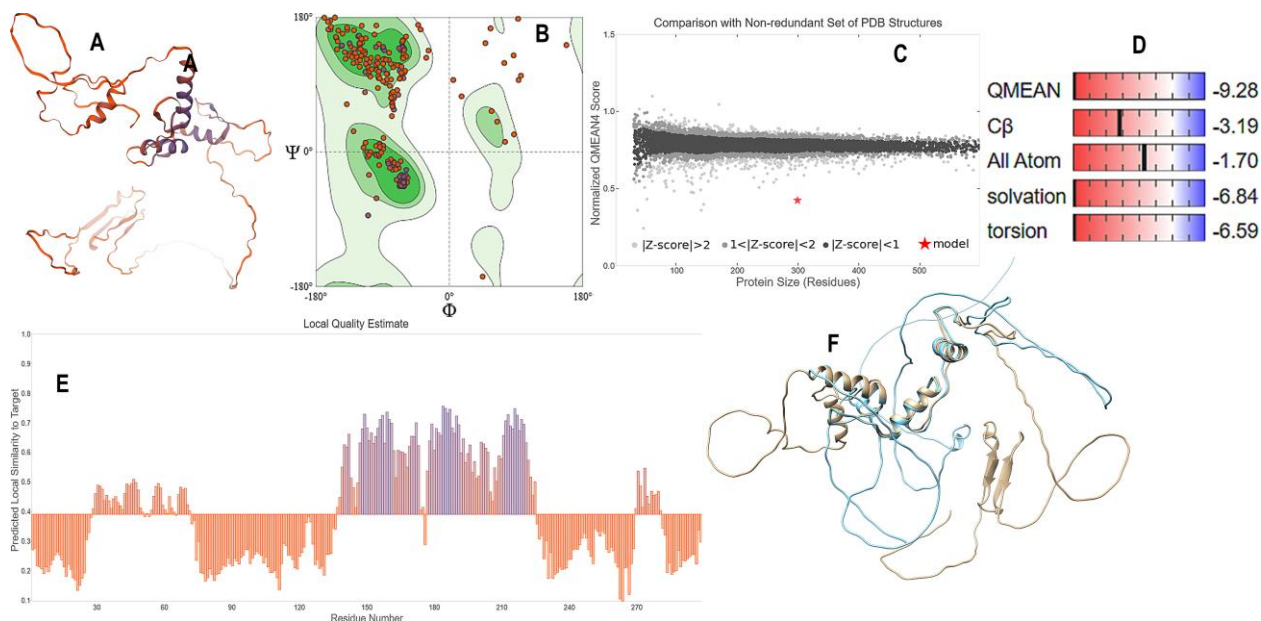 A
A
180°
Ψ 0°
-180°
-180° 0° 180°
Φ
B
Comparison with Non-redundant Set of PDB Structures
1.5
1.0
0.5
0.0
Normalized QMEAN4 Score
C
|Z-score|>2 1<|Z-score|<2 |Z-score|<1 model
100 200 300 400 500
Protein Size (Residues)
D
QMEAN -9.28
Cβ -3.19
All Atom -1.70
solvation -6.84
torsion -6.59
Local Quality Estimate
1.0
0.9
0.8
0.7
0.6
0.5
0.4
0.3
0.2
0.1
Predicted Local Similarity to Target
E
30 60 90 120 150 180 210 240 270
Residue Number
F